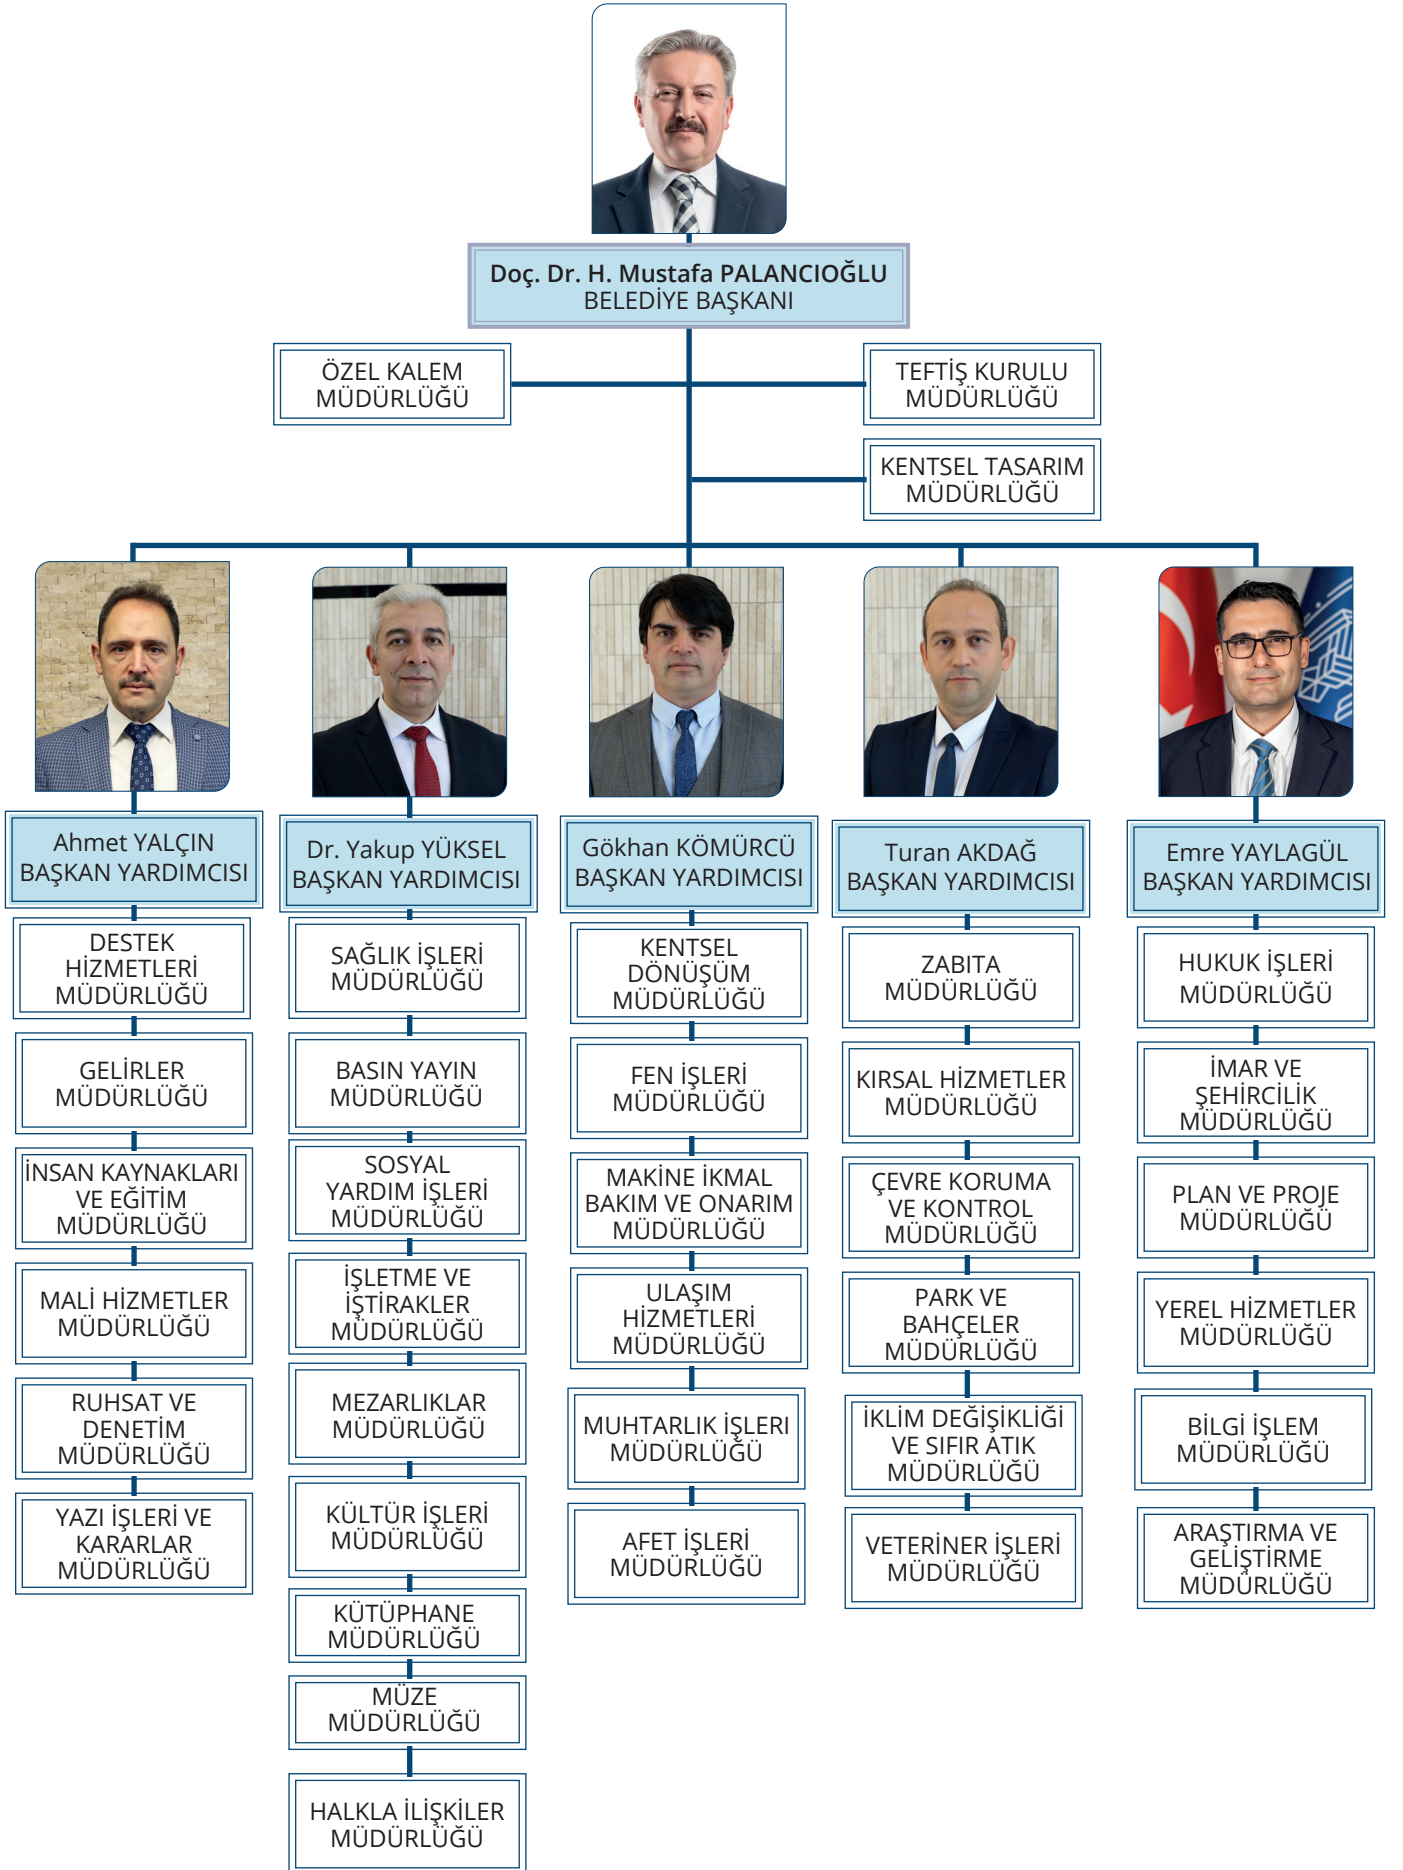 Doç. Dr. H. Mustafa PALANCIOĞLU
BELEDİYE BAŞKANI
ÖZEL KALEM
MÜDÜRLÜĞÜ
TEFTİŞ KURULU
MÜDÜRLÜĞÜ
KENTSEL TASARIM
MÜDÜRLÜĞÜ
Ahmet YALÇIN
BAŞKAN YARDIMCISI
DESTEK
HİZMETLERİ
MÜDÜRLÜĞÜ
GELİRLER
MÜDÜRLÜĞÜ
İNSAN KAYNAKLARI
VE EĞİTİM
MÜDÜRLÜĞÜ
MALİ HİZMETLER
MÜDÜRLÜĞÜ
RUHSAT VE
DENETİM
MÜDÜRLÜĞÜ
YAZI İŞLERİ VE
KARARLAR
MÜDÜRLÜĞÜ
Dr. Yakup YÜKSEL
BAŞKAN YARDIMCISI
SAĞLIK İŞLERİ
MÜDÜRLÜĞÜ
BASIN YAYIN
MÜDÜRLÜĞÜ
SOSYAL
YARDIM İŞLERİ
MÜDÜRLÜĞÜ
İŞLETME VE
İŞTİRAKLER
MÜDÜRLÜĞÜ
MEZARLIKLAR
MÜDÜRLÜĞÜ
KÜLTÜR İŞLERİ
MÜDÜRLÜĞÜ
KÜTÜPHANE
MÜDÜRLÜĞÜ
MÜZE
MÜDÜRLÜĞÜ
HALKLA İLİŞKİLER
MÜDÜRLÜĞÜ
Gökhan KÖMÜRCÜ
BAŞKAN YARDIMCISI
KENTSEL
DÖNÜŞÜM
MÜDÜRLÜĞÜ
FEN İŞLERİ
MÜDÜRLÜĞÜ
MAKİNE İKMAL
BAKIM VE ONARIM
MÜDÜRLÜĞÜ
ULAŞIM
HİZMETLERİ
MÜDÜRLÜĞÜ
MUHTARLIK İŞLERI
MÜDÜRLÜĞÜ
AFET İŞLERİ
MÜDÜRLÜĞÜ
Turan AKDAĞ
BAŞKAN YARDIMCISI
ZABITA
MÜDÜRLÜĞÜ
KIRSAL HİZMETLER
MÜDÜRLÜĞÜ
ÇEVRE KORUMA
VE KONTROL
MÜDÜRLÜĞÜ
PARK VE
BAHÇELER
MÜDÜRLÜĞÜ
İKLİM DEĞİŞİKLİĞİ
VE SIFIR ATIK
MÜDÜRLÜĞÜ
VETERİNER İŞLERİ
MÜDÜRLÜĞÜ
Emre YAYLAGÜL
BAŞKAN YARDIMCISI
HUKUK İŞLERİ
MÜDÜRLÜĞÜ
İMAR VE
ŞEHİRCİLİK
MÜDÜRLÜĞÜ
PLAN VE PROJE
MÜDÜRLÜĞÜ
YEREL HİZMETLER
MÜDÜRLÜĞÜ
BİLGİ İŞLEM
MÜDÜRLÜĞÜ
ARAŞTIRMA VE
GELİŞTİRME
MÜDÜRLÜĞÜ